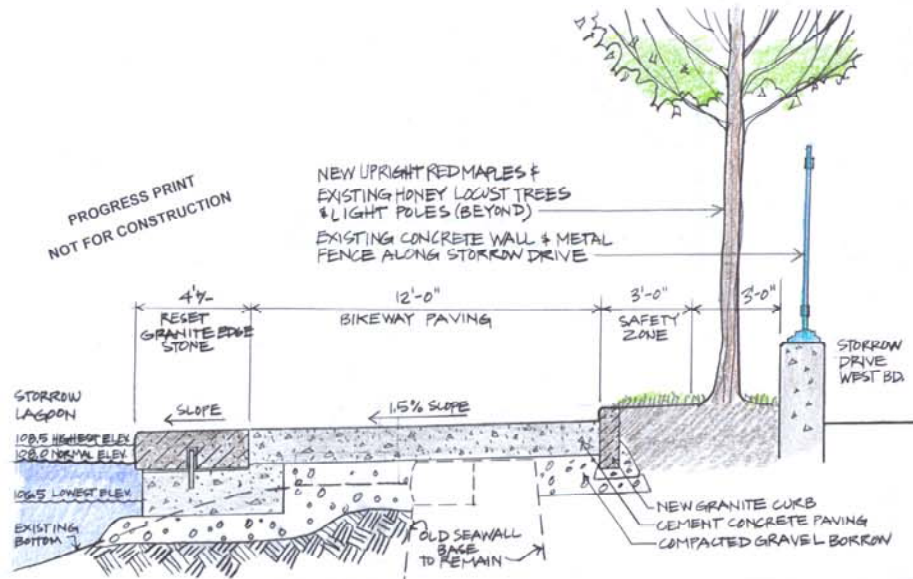 PROGRESS PRINT
NOT FOR CONSTRUCTION
NEW UPRIGHT RED MAPLES &
EXISTING HONEY LOCUST TREES
& LIGHT POLES (BEYOND)
EXISTING CONCRETE WALL & METAL
FENCE ALONG STORROW DRIVE
4'+/-
RESET
GRANITE EDGE
STONE
12'-0"
BIKEWAY PAVING
3'-0"
SAFETY
ZONE
3'-0"
STORROW
DRIVE
WEST BD.
STORROW
LAGOON
SLOPE
1.5% SLOPE
108.5 HIGHEST ELEV.
108.0 NORMAL ELEV.
106.5 LOWEST ELEV.
EXISTING
BOTTOM
OLD SEAWALL
BASE
TO REMAIN
NEW GRANITE CURB
CEMENT CONCRETE PAVING
COMPACTED GRAVEL BORROW